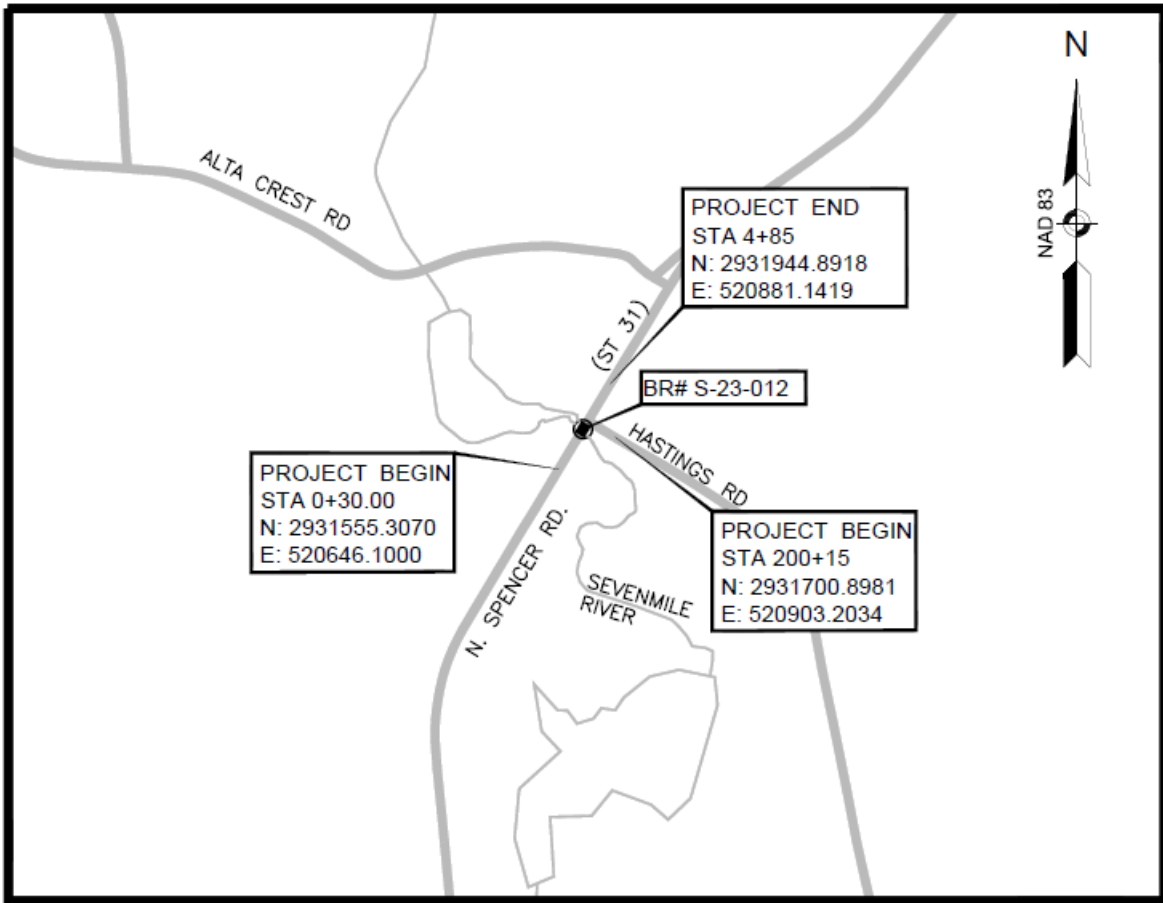 N
NAD 83
ALTA CREST RD
PROJECT END
STA 4+85
N: 2931944.8918
E: 520881.1419
(ST 31)
BR# S-23-012
HASTINGS RD
PROJECT BEGIN
STA 0+30.00
N: 2931555.3070
E: 520646.1000
N. SPENCER RD.
PROJECT BEGIN
STA 200+15
N: 2931700.8981
E: 520903.2034
SEVENMILE
RIVER